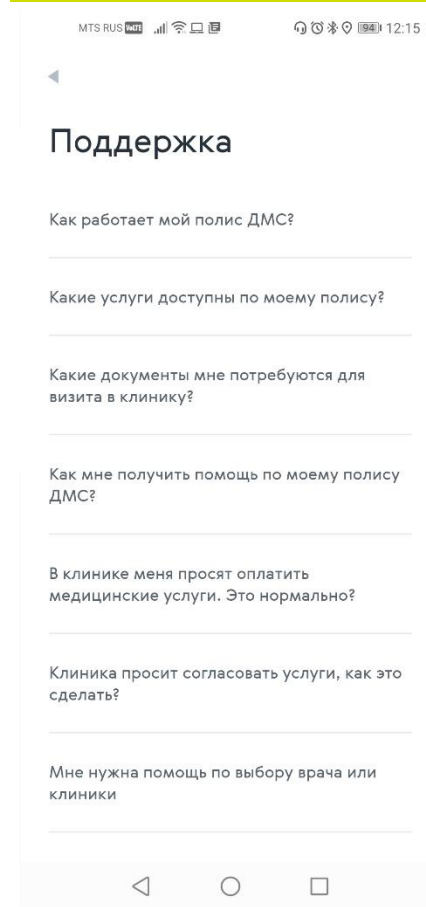 MTS RUS VoLTE 94 12:15
Поддержка
Как работает мой полис ДМС?
Какие услуги доступны по моему полису?
Какие документы мне потребуются для
визита в клинику?
Как мне получить помощь по моему полису
ДМС?
В клинике меня просят оплатить
медицинские услуги. Это нормально?
Клиника просит согласовать услуги, как это
сделать?
Мне нужна помощь по выбору врача или
клиники